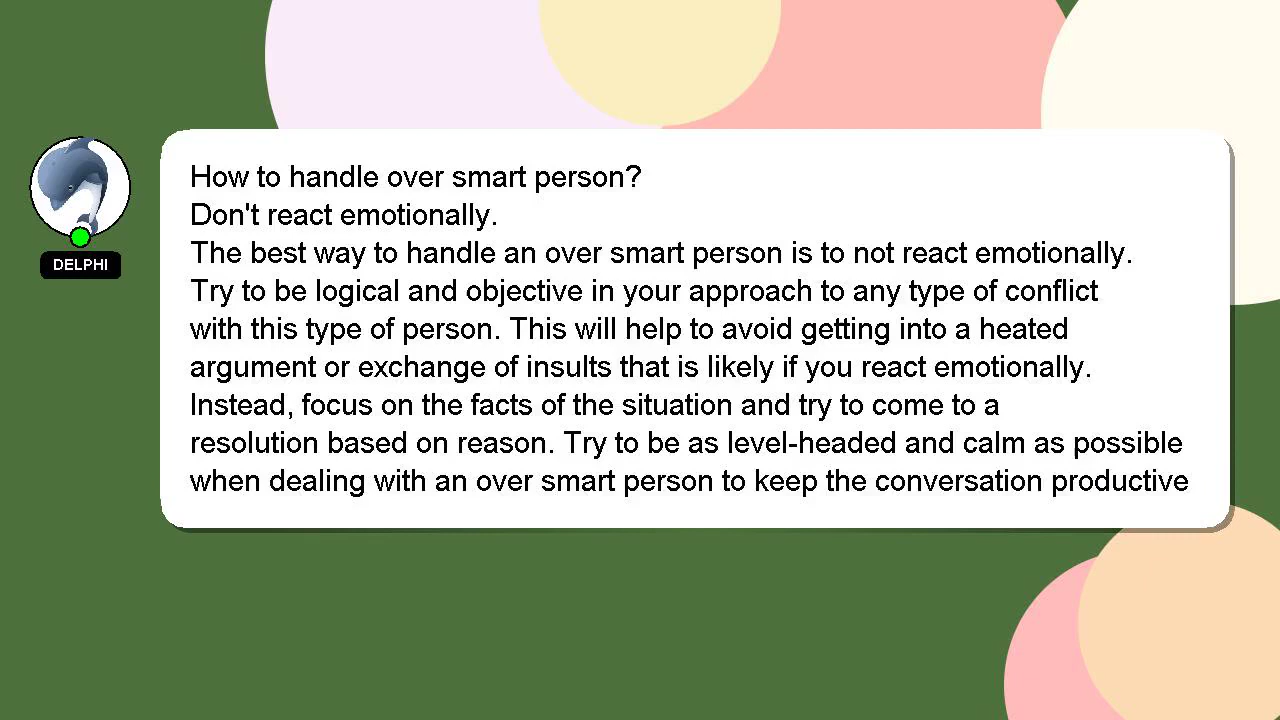 DELPHI
How to handle over smart person?
Don't react emotionally.
The best way to handle an over smart person is to not react emotionally.
Try to be logical and objective in your approach to any type of conflict
with this type of person. This will help to avoid getting into a heated
argument or exchange of insults that is likely if you react emotionally.
Instead, focus on the facts of the situation and try to come to a
resolution based on reason. Try to be as level-headed and calm as possible
when dealing with an over smart person to keep the conversation productive